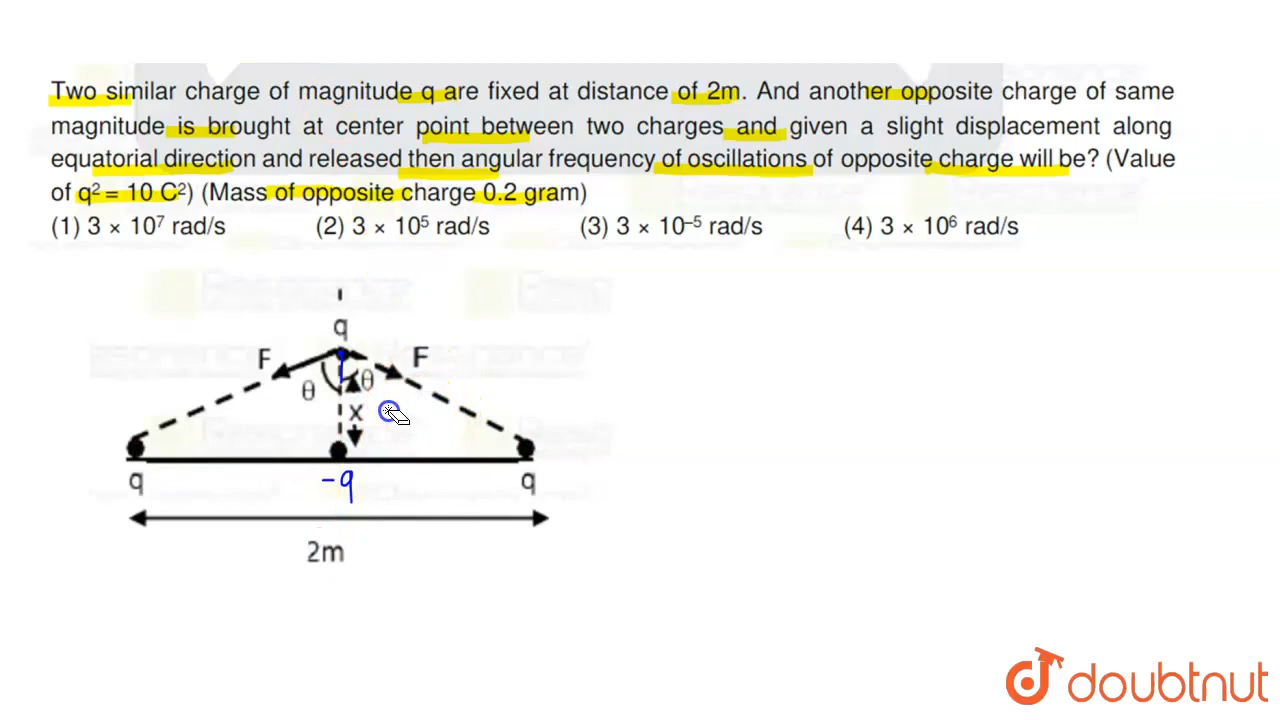 Two similar charge of magnitude q are fixed at distance of 2m. And another opposite charge of same
magnitude is brought at center point between two charges and given a slight displacement along
equatorial direction and released then angular frequency of oscillations of opposite charge will be? (Value
of q² = 10 C²) (Mass of opposite charge 0.2 gram)
(1) 3 × 10⁷ rad/s (2) 3 × 10⁵ rad/s (3) 3 × 10⁻⁵ rad/s (4) 3 × 10⁶ rad/s
q
F F
θ θ
x
q -q q
2m
doubtnut